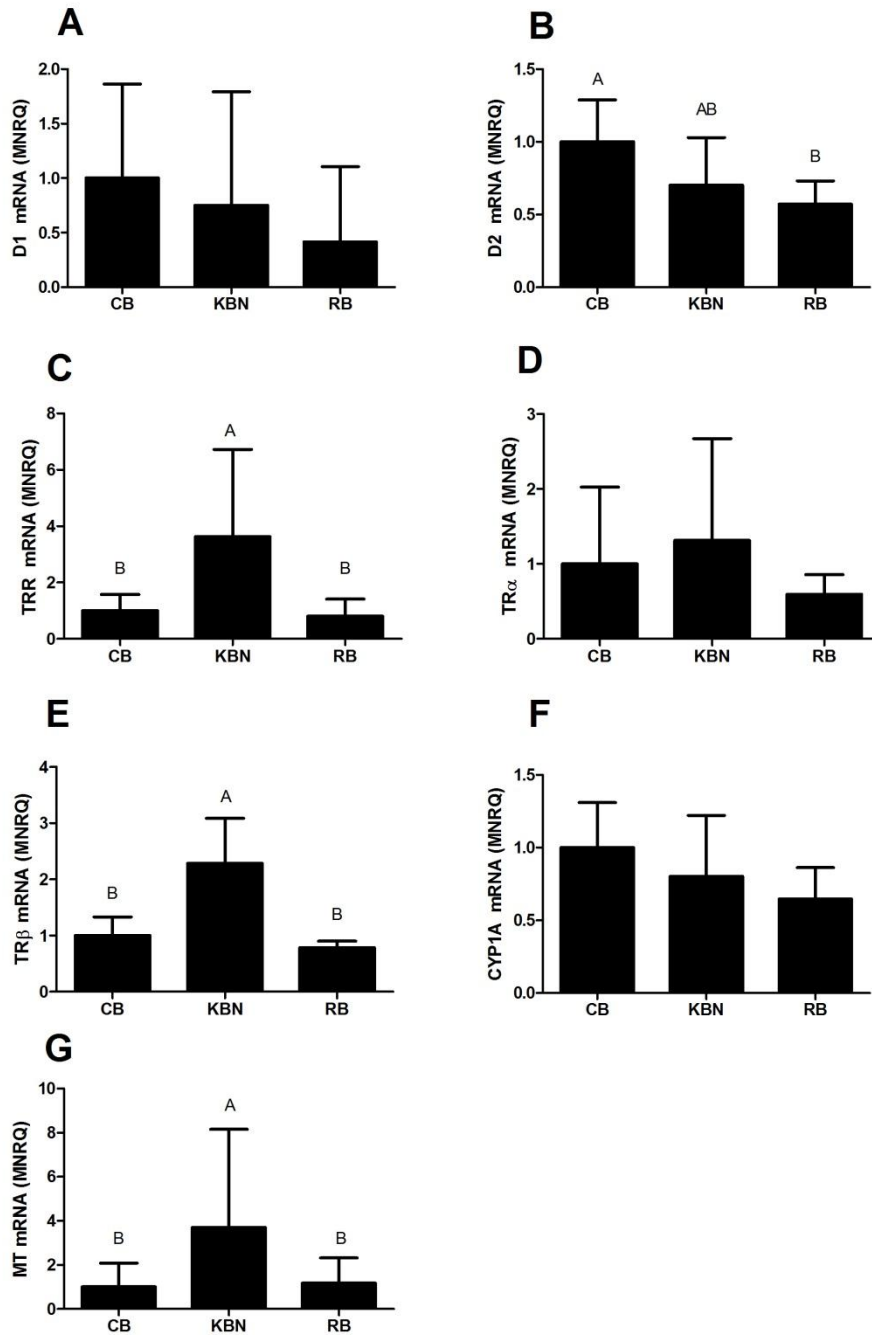 A
D1 mRNA (MNRQ)
2.0
1.5
1.0
0.5
0.0
CB KBN RB
B
D2 mRNA (MNRQ)
1.5
1.0
0.5
0.0
A
AB
B
CB KBN RB
C
TRR mRNA (MNRQ)
8
6
4
2
0
B
A
B
CB KBN RB
D
TRα mRNA (MNRQ)
3
2
1
0
CB KBN RB
E
TRβ mRNA (MNRQ)
4
3
2
1
0
B
A
B
CB KBN RB
F
CYP1A mRNA (MNRQ)
1.5
1.0
0.5
0.0
CB KBN RB
G
MT mRNA (MNRQ)
10
8
6
4
2
0
B
A
B
CB KBN RB